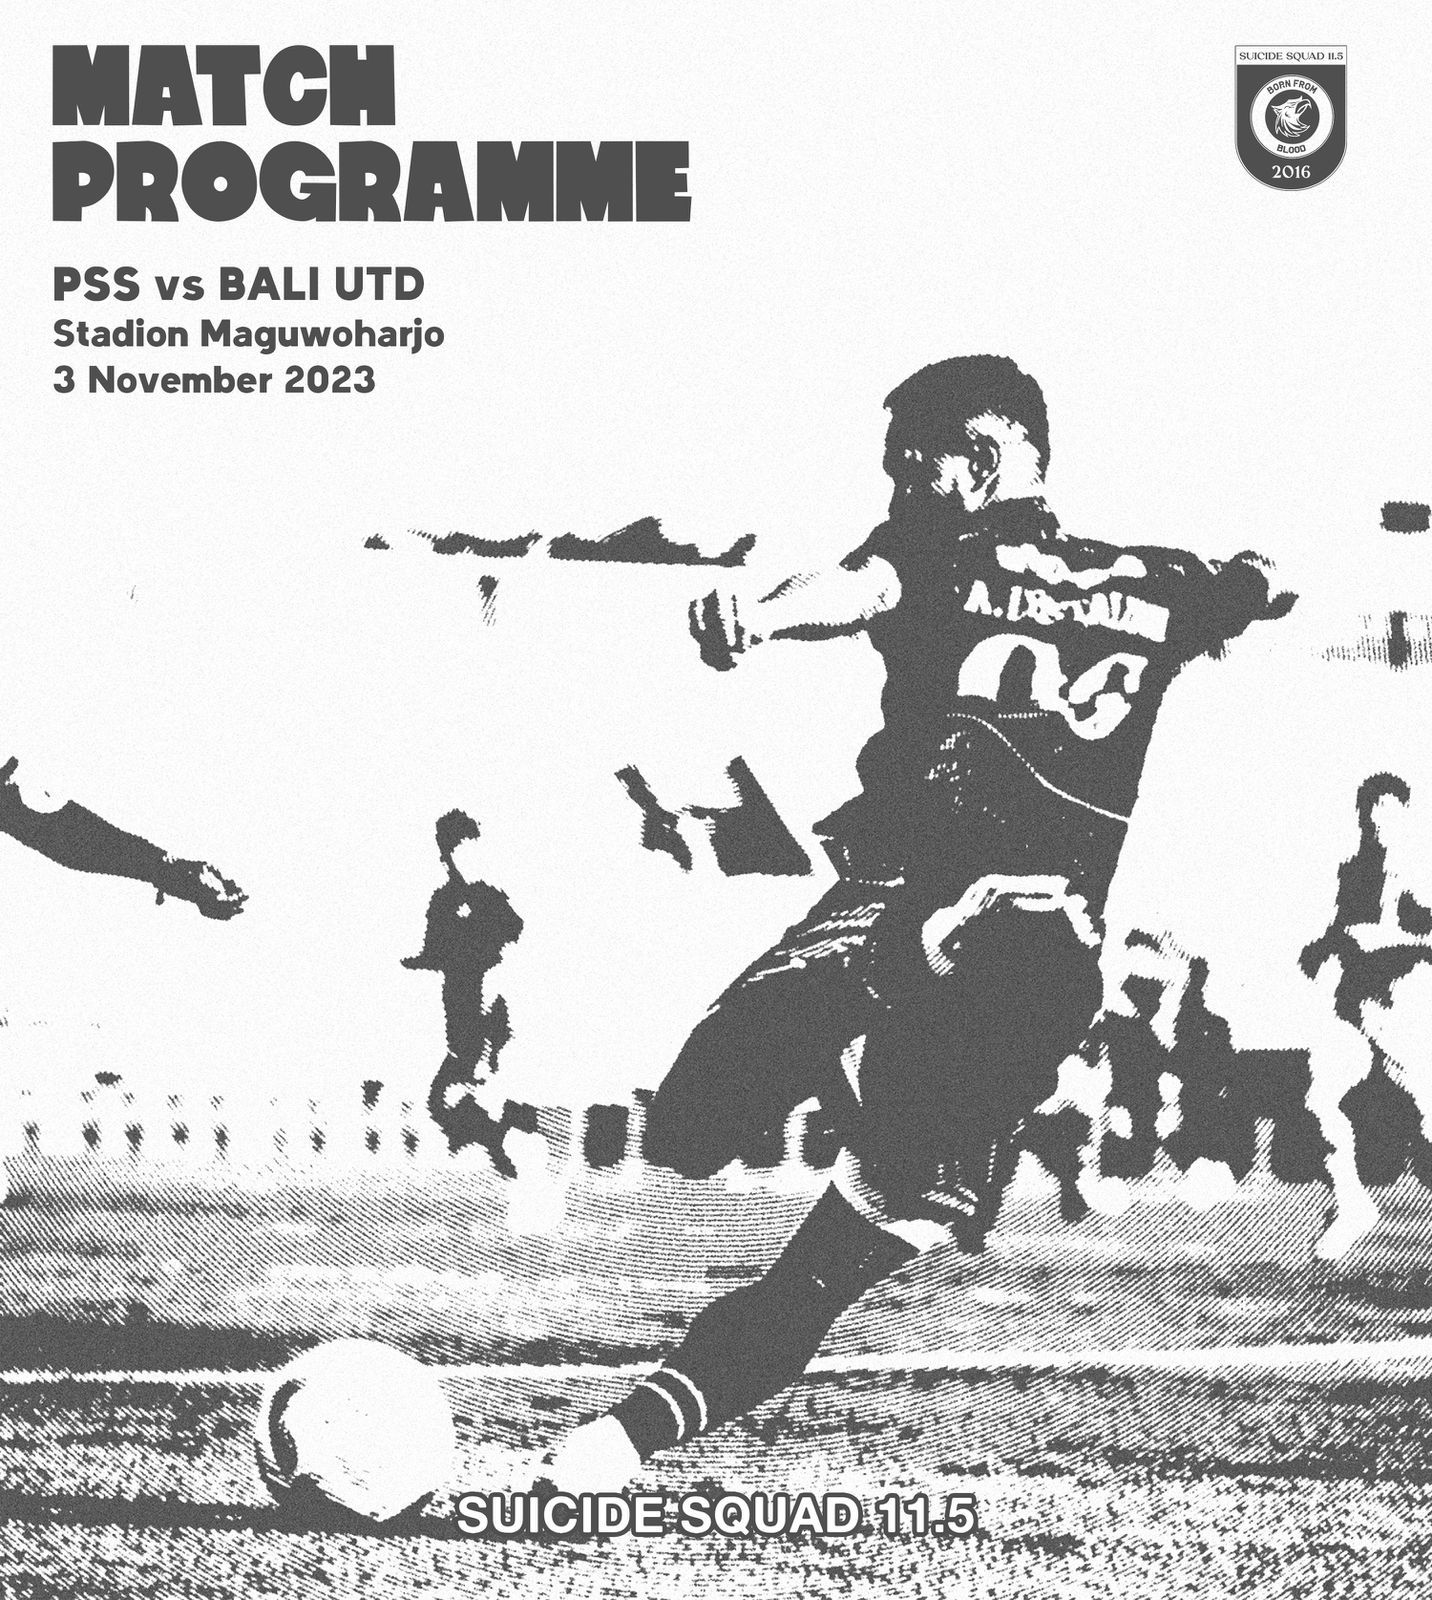 MATCH
PROGRAMME
PSS vs BALI UTD
Stadion Maguwoharjo
3 November 2023
SUICIDE SQUAD 11.5
BORN FROM
BLOOD
2016
SUICIDE SQUAD 11.5